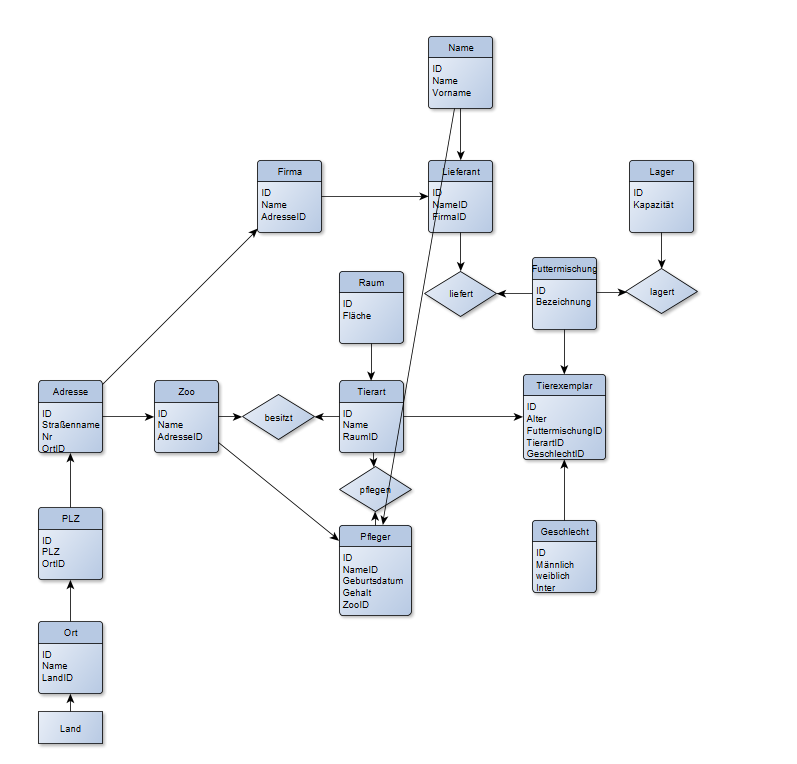 Name
ID
Name
Vorname
Firma
ID
Name
AdresseID
Lieferant
ID
NameID
FirmaID
Lager
ID
Kapazität
Raum
ID
Fläche
liefert
Futtermischung
ID
Bezeichnung
lagert
Adresse
ID
Straßenname
Nr
OrtID
Zoo
ID
Name
AdresseID
besitzt
Tierart
ID
Name
RaumID
Tierexemplar
ID
Alter
FuttermischungID
TierartID
GeschlechtID
pflegen
PLZ
ID
PLZ
OrtID
Pfleger
ID
NameID
Geburtsdatum
Gehalt
ZooID
Geschlecht
ID
Männlich
weiblich
Inter
Ort
ID
Name
LandID
Land